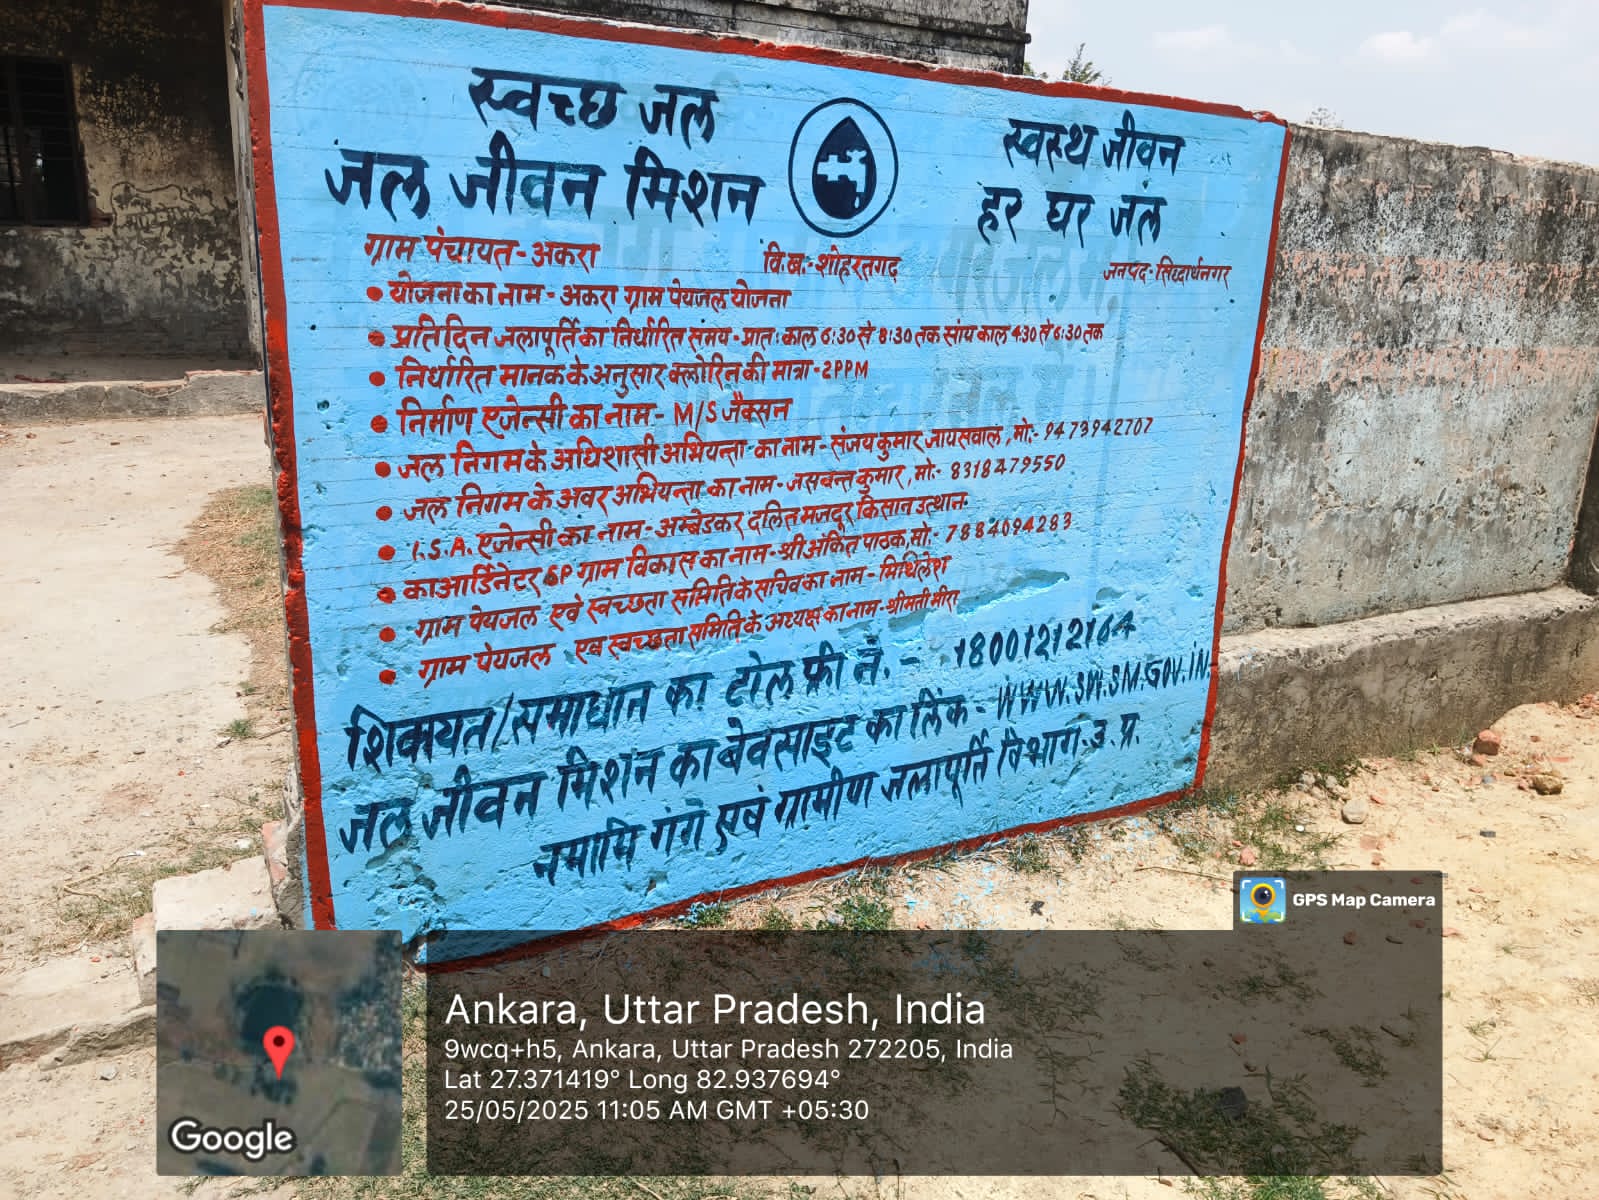 स्वच्छ जल
स्वस्थ जीवन
जल जीवन मिशन
हर घर जल
ग्राम पंचायत-अकरा
वि.ख.-शोहरतगढ
जनपद-सिद्धार्थनगर
• योजना का नाम - अकरा ग्राम पेयजल योजना
• प्रतिदिन जलापूर्ति का निर्धारित समय - प्रातः काल 6:30 से 8:30 तक सांय काल 4:30 से 6:30 तक
• निर्धारित मानक के अनुसार क्लोरिन की मात्रा - 2PPM
• निर्माण एजेन्सी का नाम - M/S जैक्सन
• जल निगम के अधिशासी अभियन्ता का नाम - संजय कुमार जायसवाल, मो:- 9473942707
• जल निगम के अवर अभियन्ता का नाम - जसवन्त कुमार, मो:- 8318479550
• I.S.A. एजेन्सी का नाम - अम्बेडकर दलित मजदूर किसान उत्थान-
• काआर्डिनेटर GP ग्राम विकास का नाम - श्री अंकित पाठक, मो:- 7884094283
• ग्राम पेयजल एवं स्वच्छता समिति के सचिव का नाम - मिथिलेश
• ग्राम पेयजल एव स्वच्छता समिति के अध्यक्ष का नाम - श्रीमती मीरा
शिकायत/समाधान का टोल फ्री नं. - 18001212164
जल जीवन मिशन का बेवसाइट का लिंक - WWW.SW.SM.GOV.IN.
नमामि गंगे एवं ग्रामीण जलापूर्ति विभाग. उ. प्र.
GPS Map Camera
Ankara, Uttar Pradesh, India
9wcq+h5, Ankara, Uttar Pradesh 272205, India
Lat 27.371419° Long 82.937694°
25/05/2025 11:05 AM GMT +05:30
Google